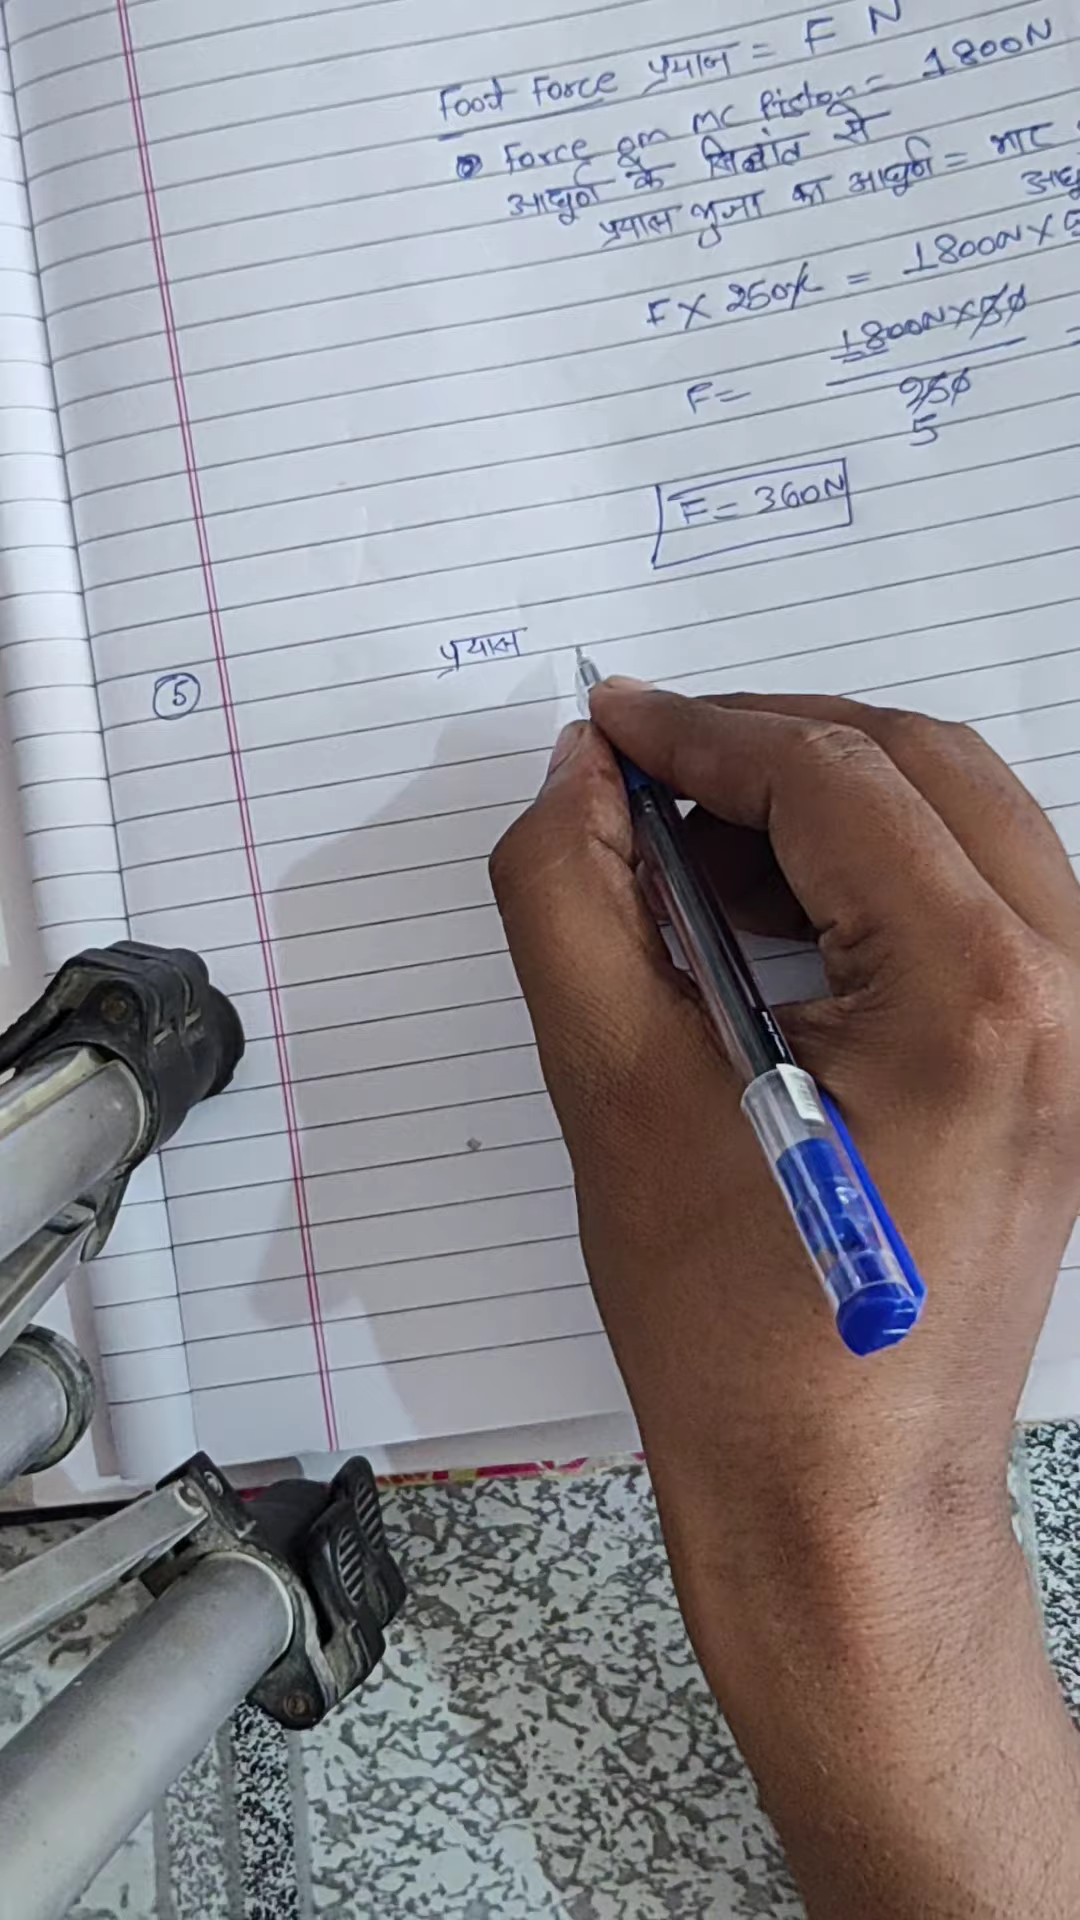 Foot Force प्रयास = F N
Force on MC Piston = 1800N
आघूर्ण के सिद्धांत से
प्रयास भुजा का आघूर्ण = भार
F X 250 = 1800N X 5
F = 1800N X 50 =
250
5
F = 360N
5 प्रयास